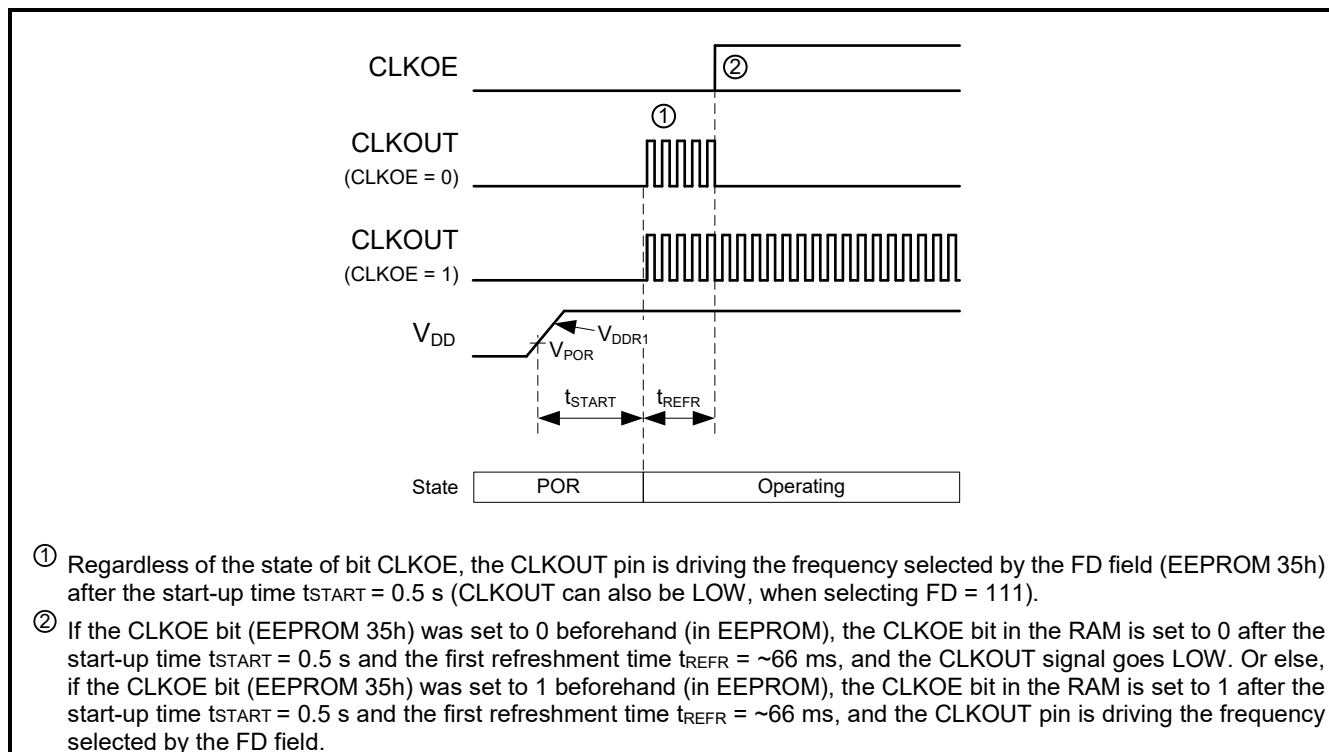 CLKOE
②
①
CLKOUT
(CLKOE = 0)
CLKOUT
(CLKOE = 1)
VDD
VDDR1
VPOR
tSTART
tREFR
State
POR
Operating
① Regardless of the state of bit CLKOE, the CLKOUT pin is driving the frequency selected by the FD field (EEPROM 35h)
after the start-up time tSTART = 0.5 s (CLKOUT can also be LOW, when selecting FD = 111).
② If the CLKOE bit (EEPROM 35h) was set to 0 beforehand (in EEPROM), the CLKOE bit in the RAM is set to 0 after the
start-up time tSTART = 0.5 s and the first refreshment time tREFR = ~66 ms, and the CLKOUT signal goes LOW. Or else,
if the CLKOE bit (EEPROM 35h) was set to 1 beforehand (in EEPROM), the CLKOE bit in the RAM is set to 1 after the
start-up time tSTART = 0.5 s and the first refreshment time tREFR = ~66 ms, and the CLKOUT pin is driving the frequency
selected by the FD field.